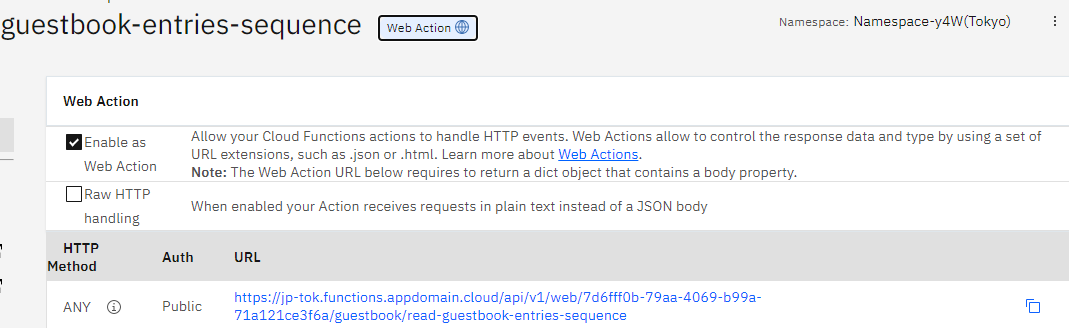 guestbook-entries-sequence
Web Action
Namespace: Namespace-y4W(Tokyo)
Web Action
Enable as
Web Action
Allow your Cloud Functions actions to handle HTTP events. Web Actions allow to control the response data and type by using a set of
URL extensions, such as .json or .html. Learn more about Web Actions.
Note: The Web Action URL below requires to return a dict object that contains a body property.
Raw HTTP
handling
When enabled your Action receives requests in plain text instead of a JSON body
HTTP
Method
Auth
URL
ANY
Public
https://jp-tok.functions.appdomain.cloud/api/v1/web/7d6fff0b-79aa-4069-b99a-
71a121ce3f6a/guestbook/read-guestbook-entries-sequence